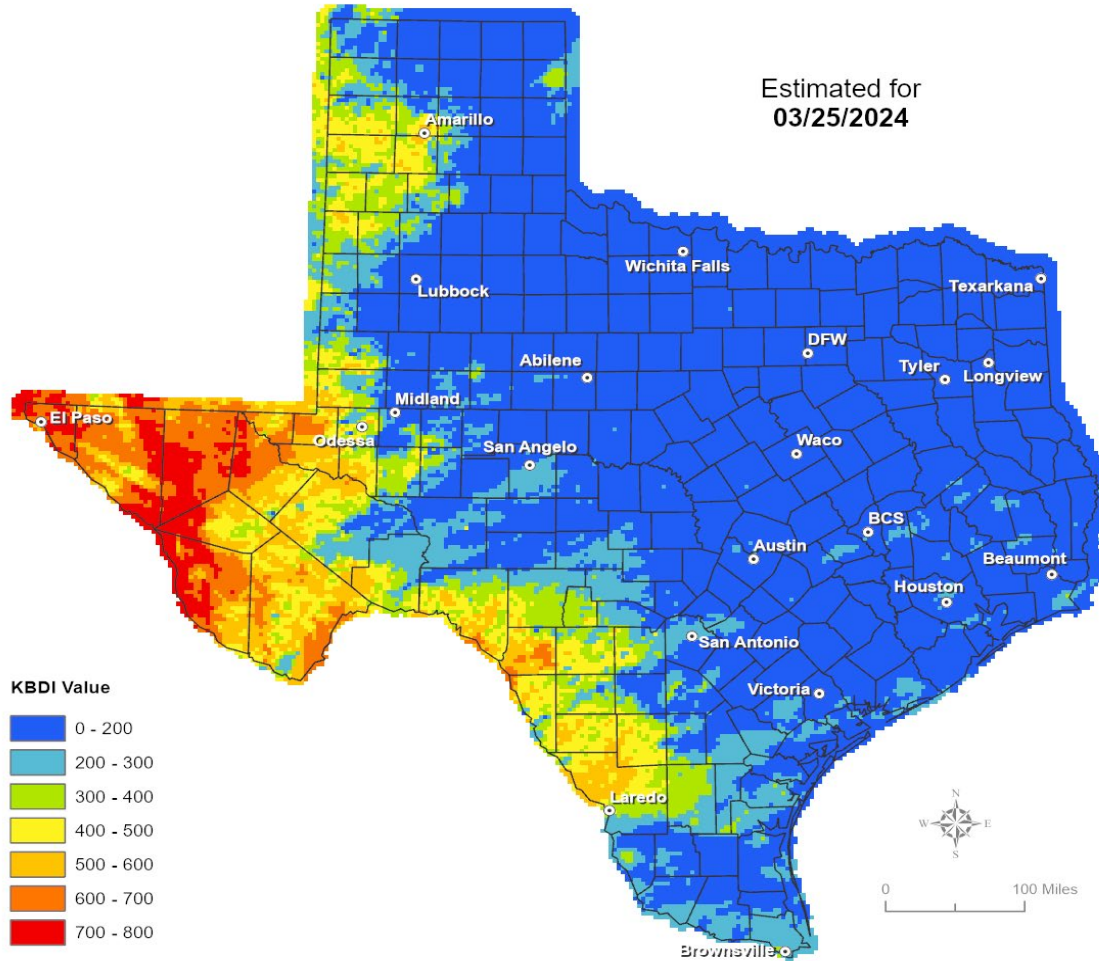 Estimated for
03/25/2024
Amarillo
Wichita Falls
Lubbock
Texarkana
DFW
Abilene
Tyler
Longview
Midland
El Paso
Odessa
San Angelo
Waco
BCS
Austin
Beaumont
Houston
San Antonio
Victoria
KBDI Value
0 - 200
200 - 300
300 - 400
400 - 500
500 - 600
600 - 700
700 - 800
Laredo
N
W E
S
0 100 Miles
Brownsville